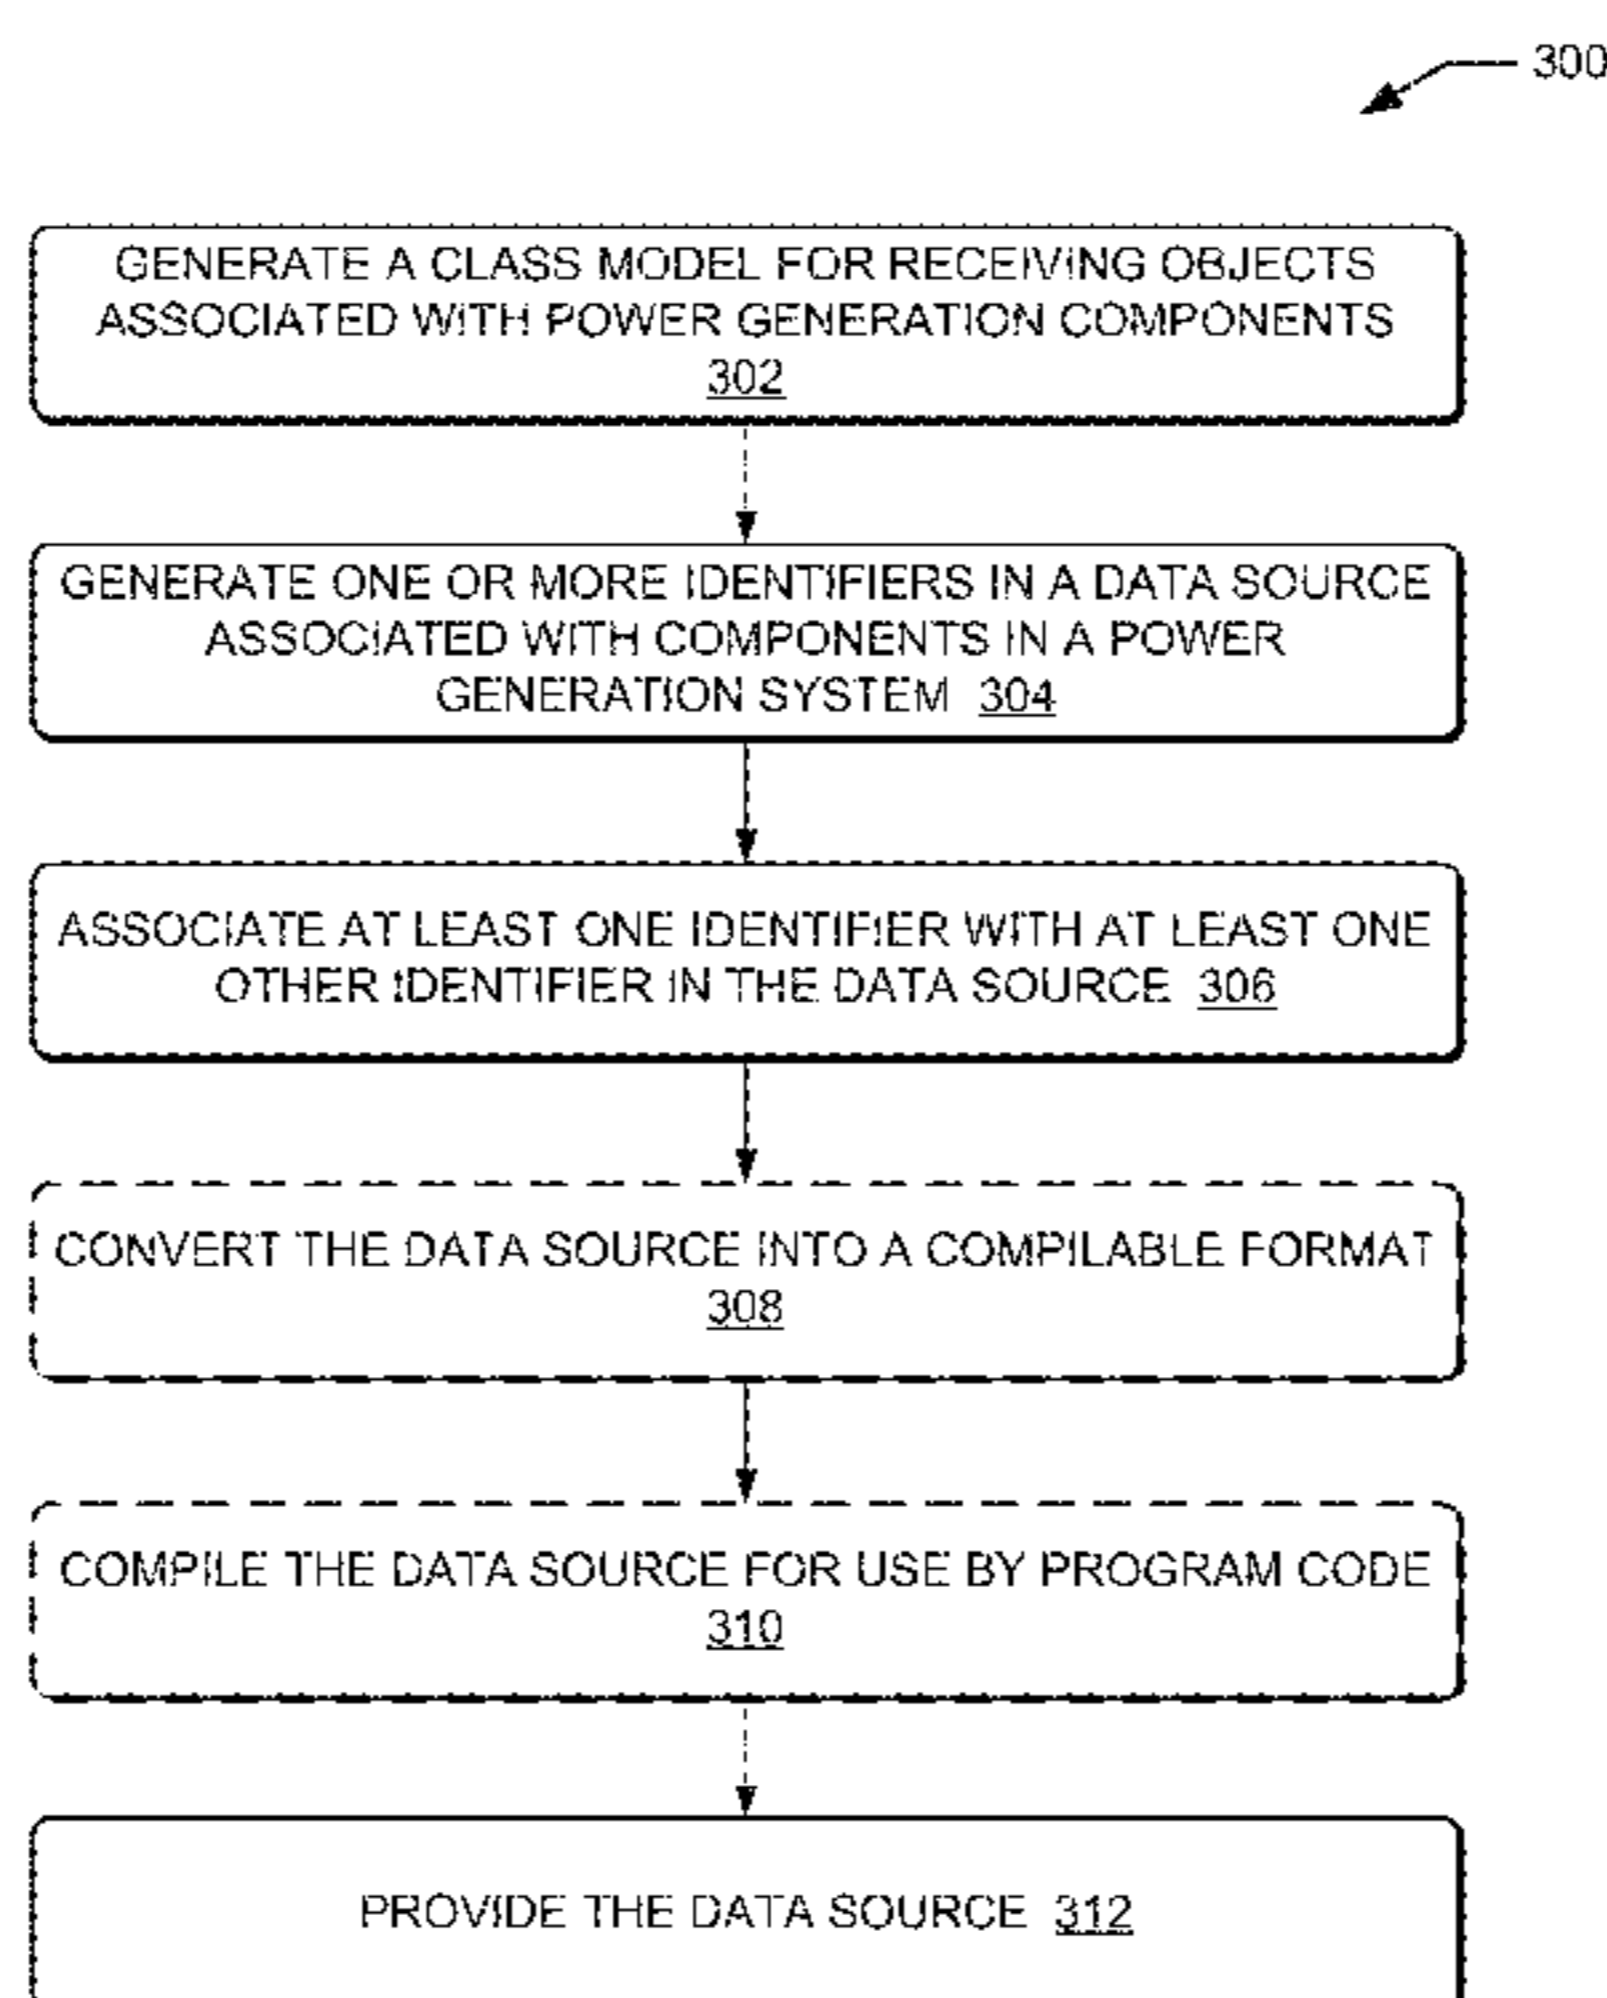 300
GENERATE A CLASS MODEL FOR RECEIVING OBJECTS
ASSOCIATED WITH POWER GENERATION COMPONENTS
302
GENERATE ONE OR MORE IDENTIFIERS IN A DATA SOURCE
ASSOCIATED WITH COMPONENTS IN A POWER
GENERATION SYSTEM 304
ASSOCIATE AT LEAST ONE IDENTIFIER WITH AT LEAST ONE
OTHER IDENTIFIER IN THE DATA SOURCE 306
CONVERT THE DATA SOURCE INTO A COMPILABLE FORMAT
308
COMPILE THE DATA SOURCE FOR USE BY PROGRAM CODE
310
PROVIDE THE DATA SOURCE 312